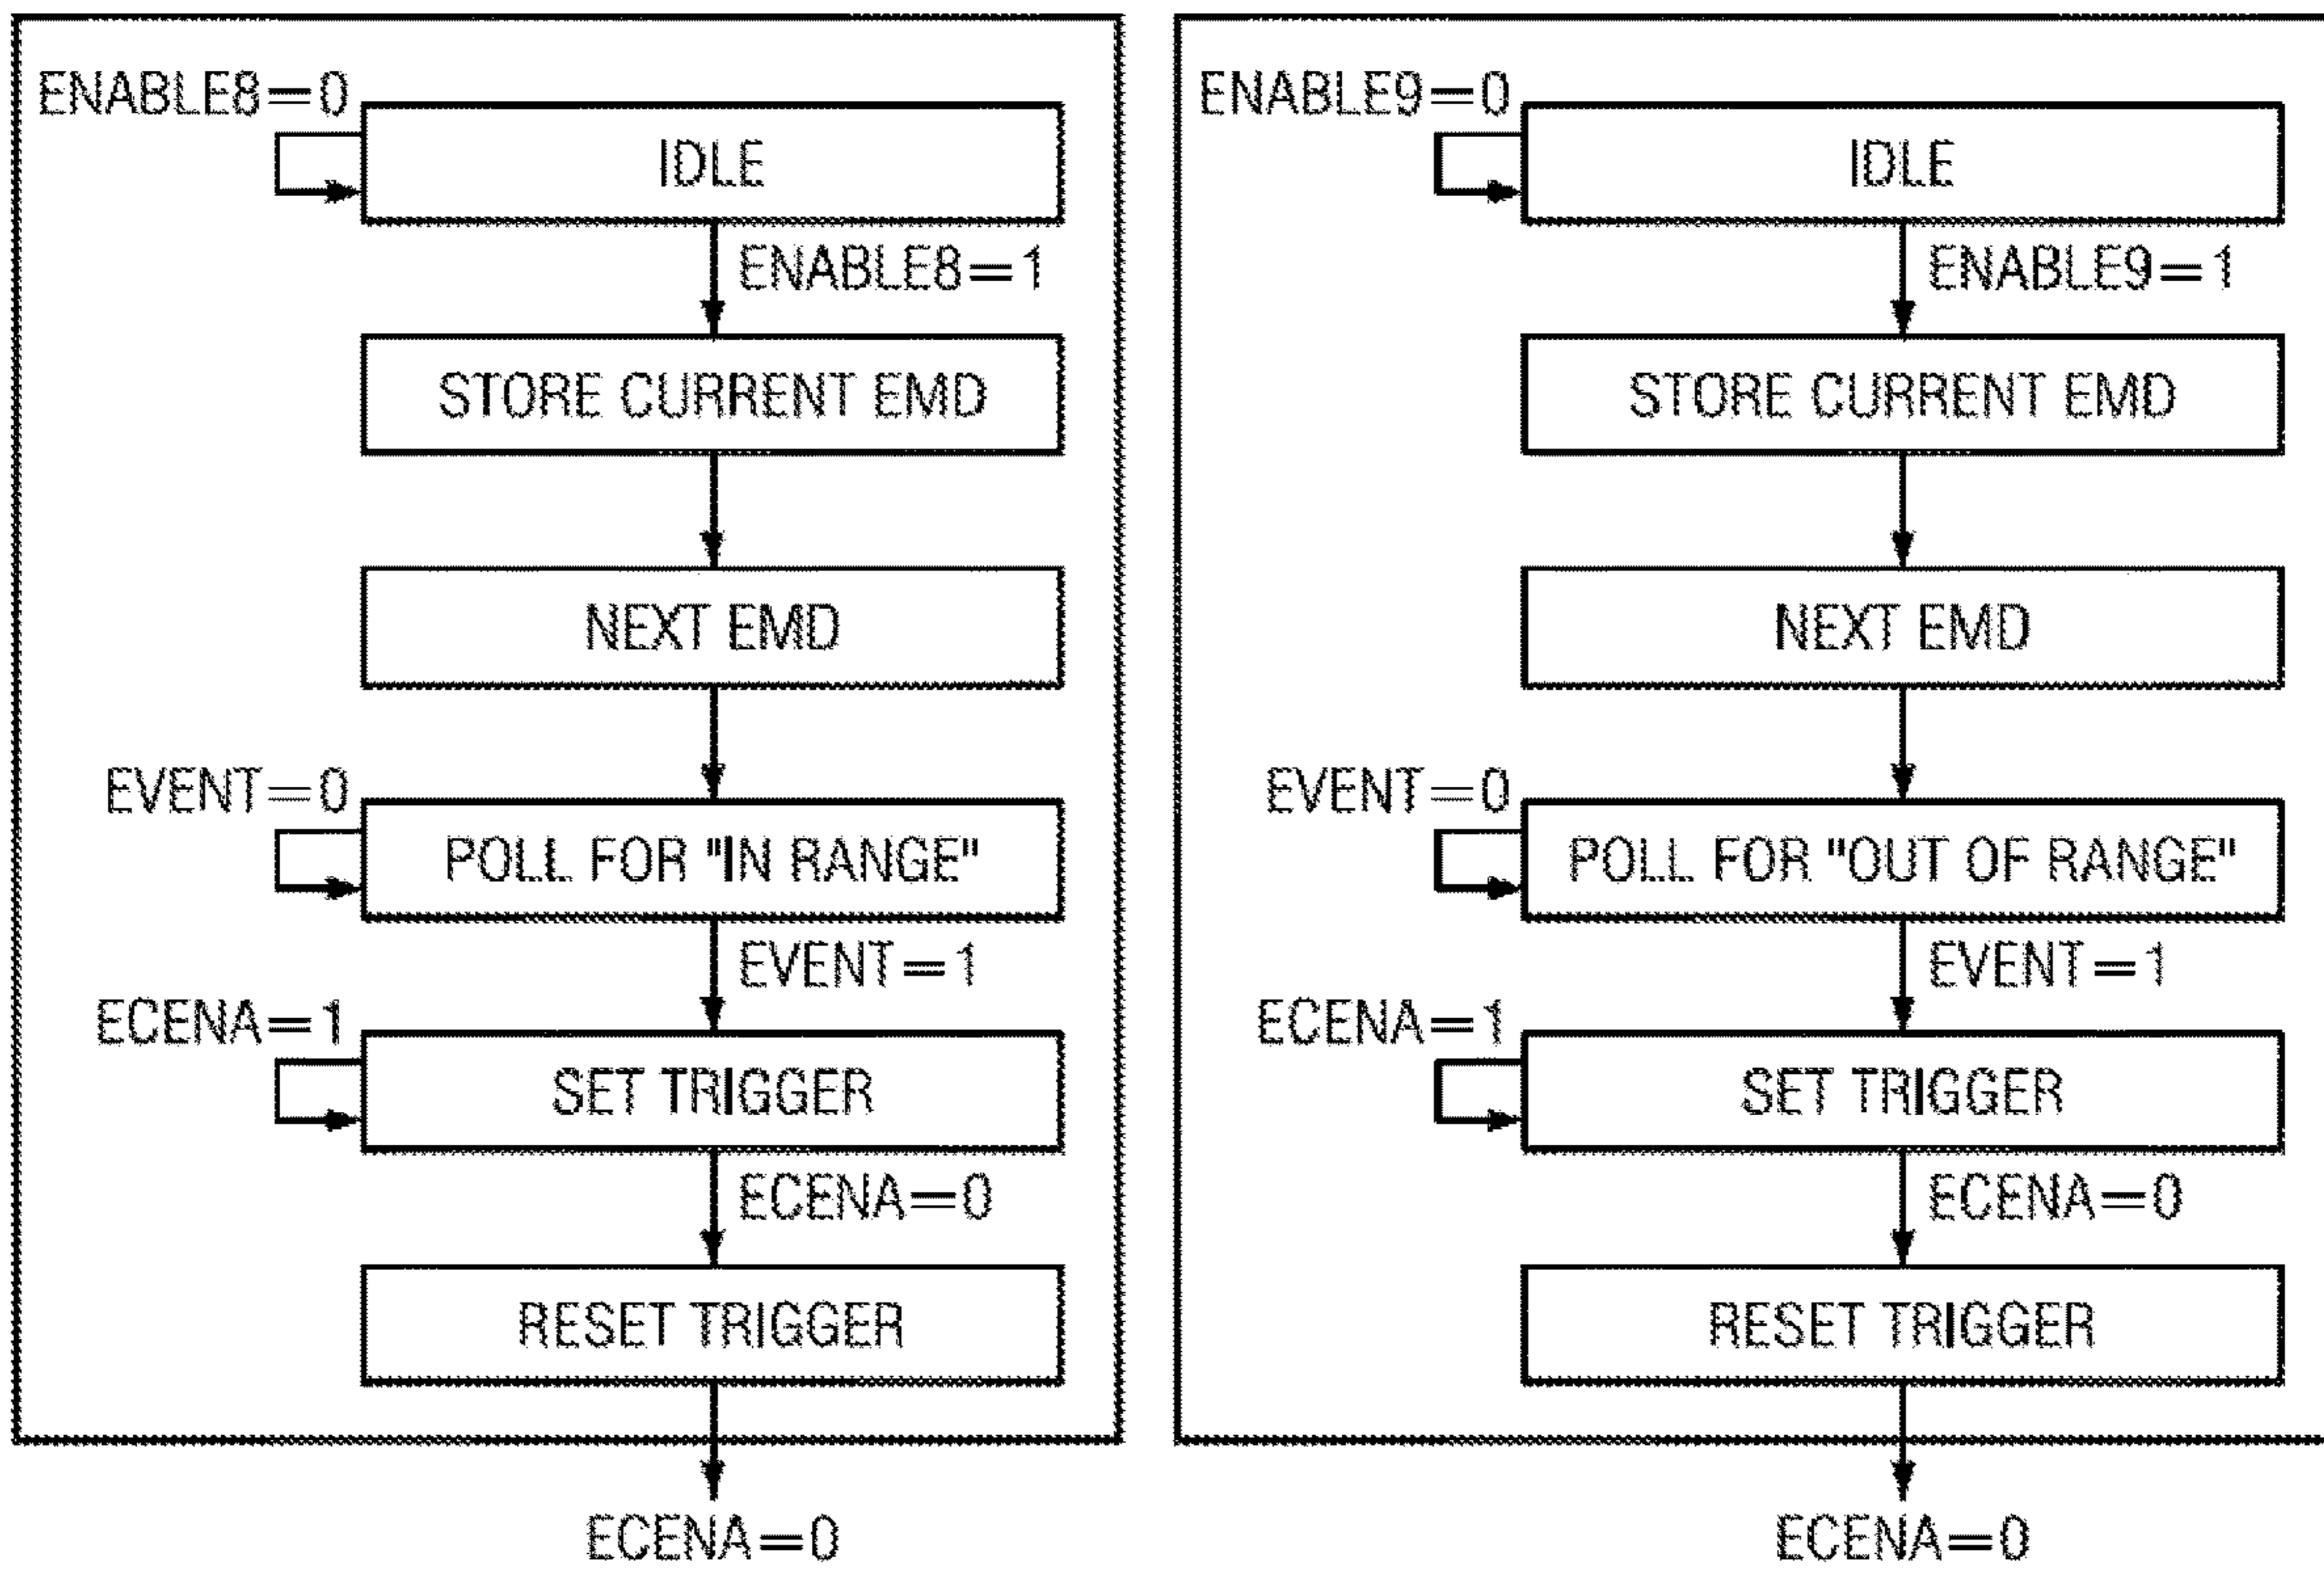 ENABLE8=0
IDLE
ENABLE8=1
STORE CURRENT EMD
NEXT EMD
EVENT=0
POLL FOR "IN RANGE"
EVENT=1
ECENA=1
SET TRIGGER
ECENA=0
RESET TRIGGER
ECENA=0
ENABLE9=0
IDLE
ENABLE9=1
STORE CURRENT EMD
NEXT EMD
EVENT=0
POLL FOR "OUT OF RANGE"
EVENT=1
ECENA=1
SET TRIGGER
ECENA=0
RESET TRIGGER
ECENA=0